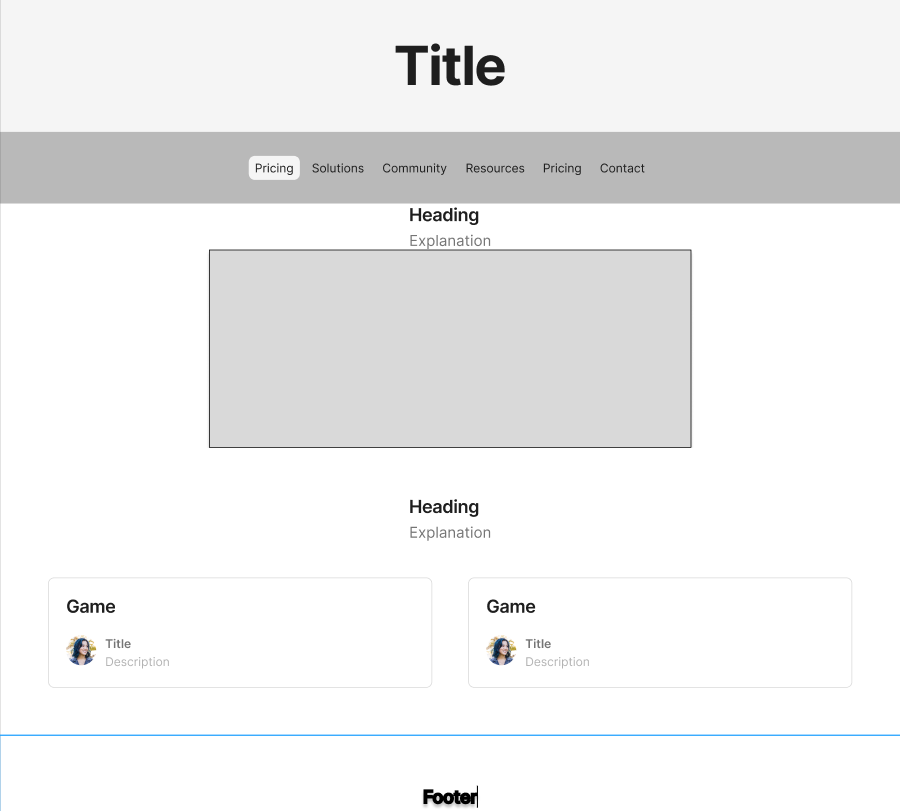 Title
Pricing Solutions Community Resources Pricing Contact
Heading
Explanation
Heading
Explanation
Game
Title
Description
Game
Title
Description
Footer